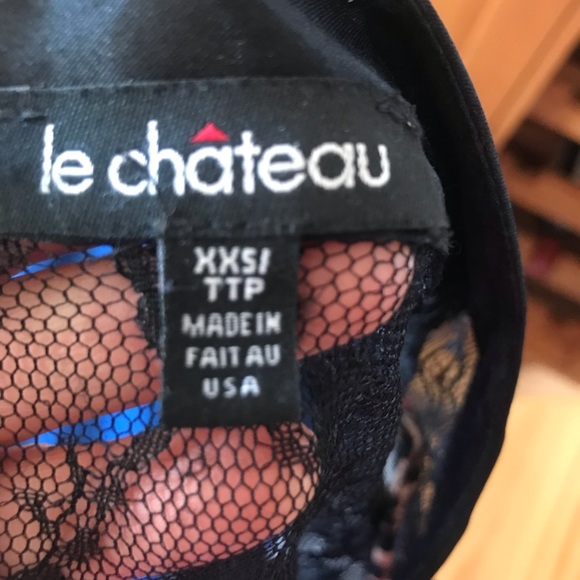 le château
XXS/
TTP
MADE IN
FAIT AU
USA